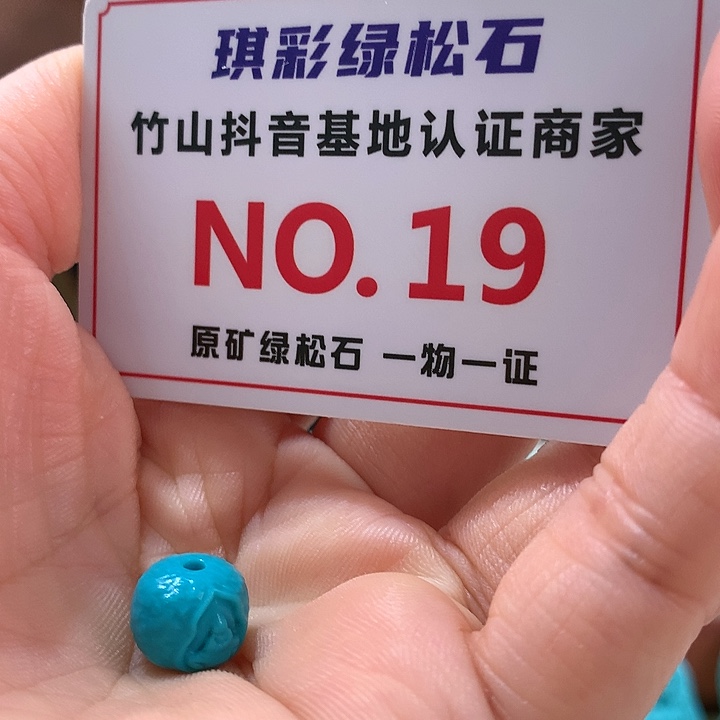 琪彩绿松石
竹山抖音基地认证商家
NO.19
原矿绿松石 一物一证